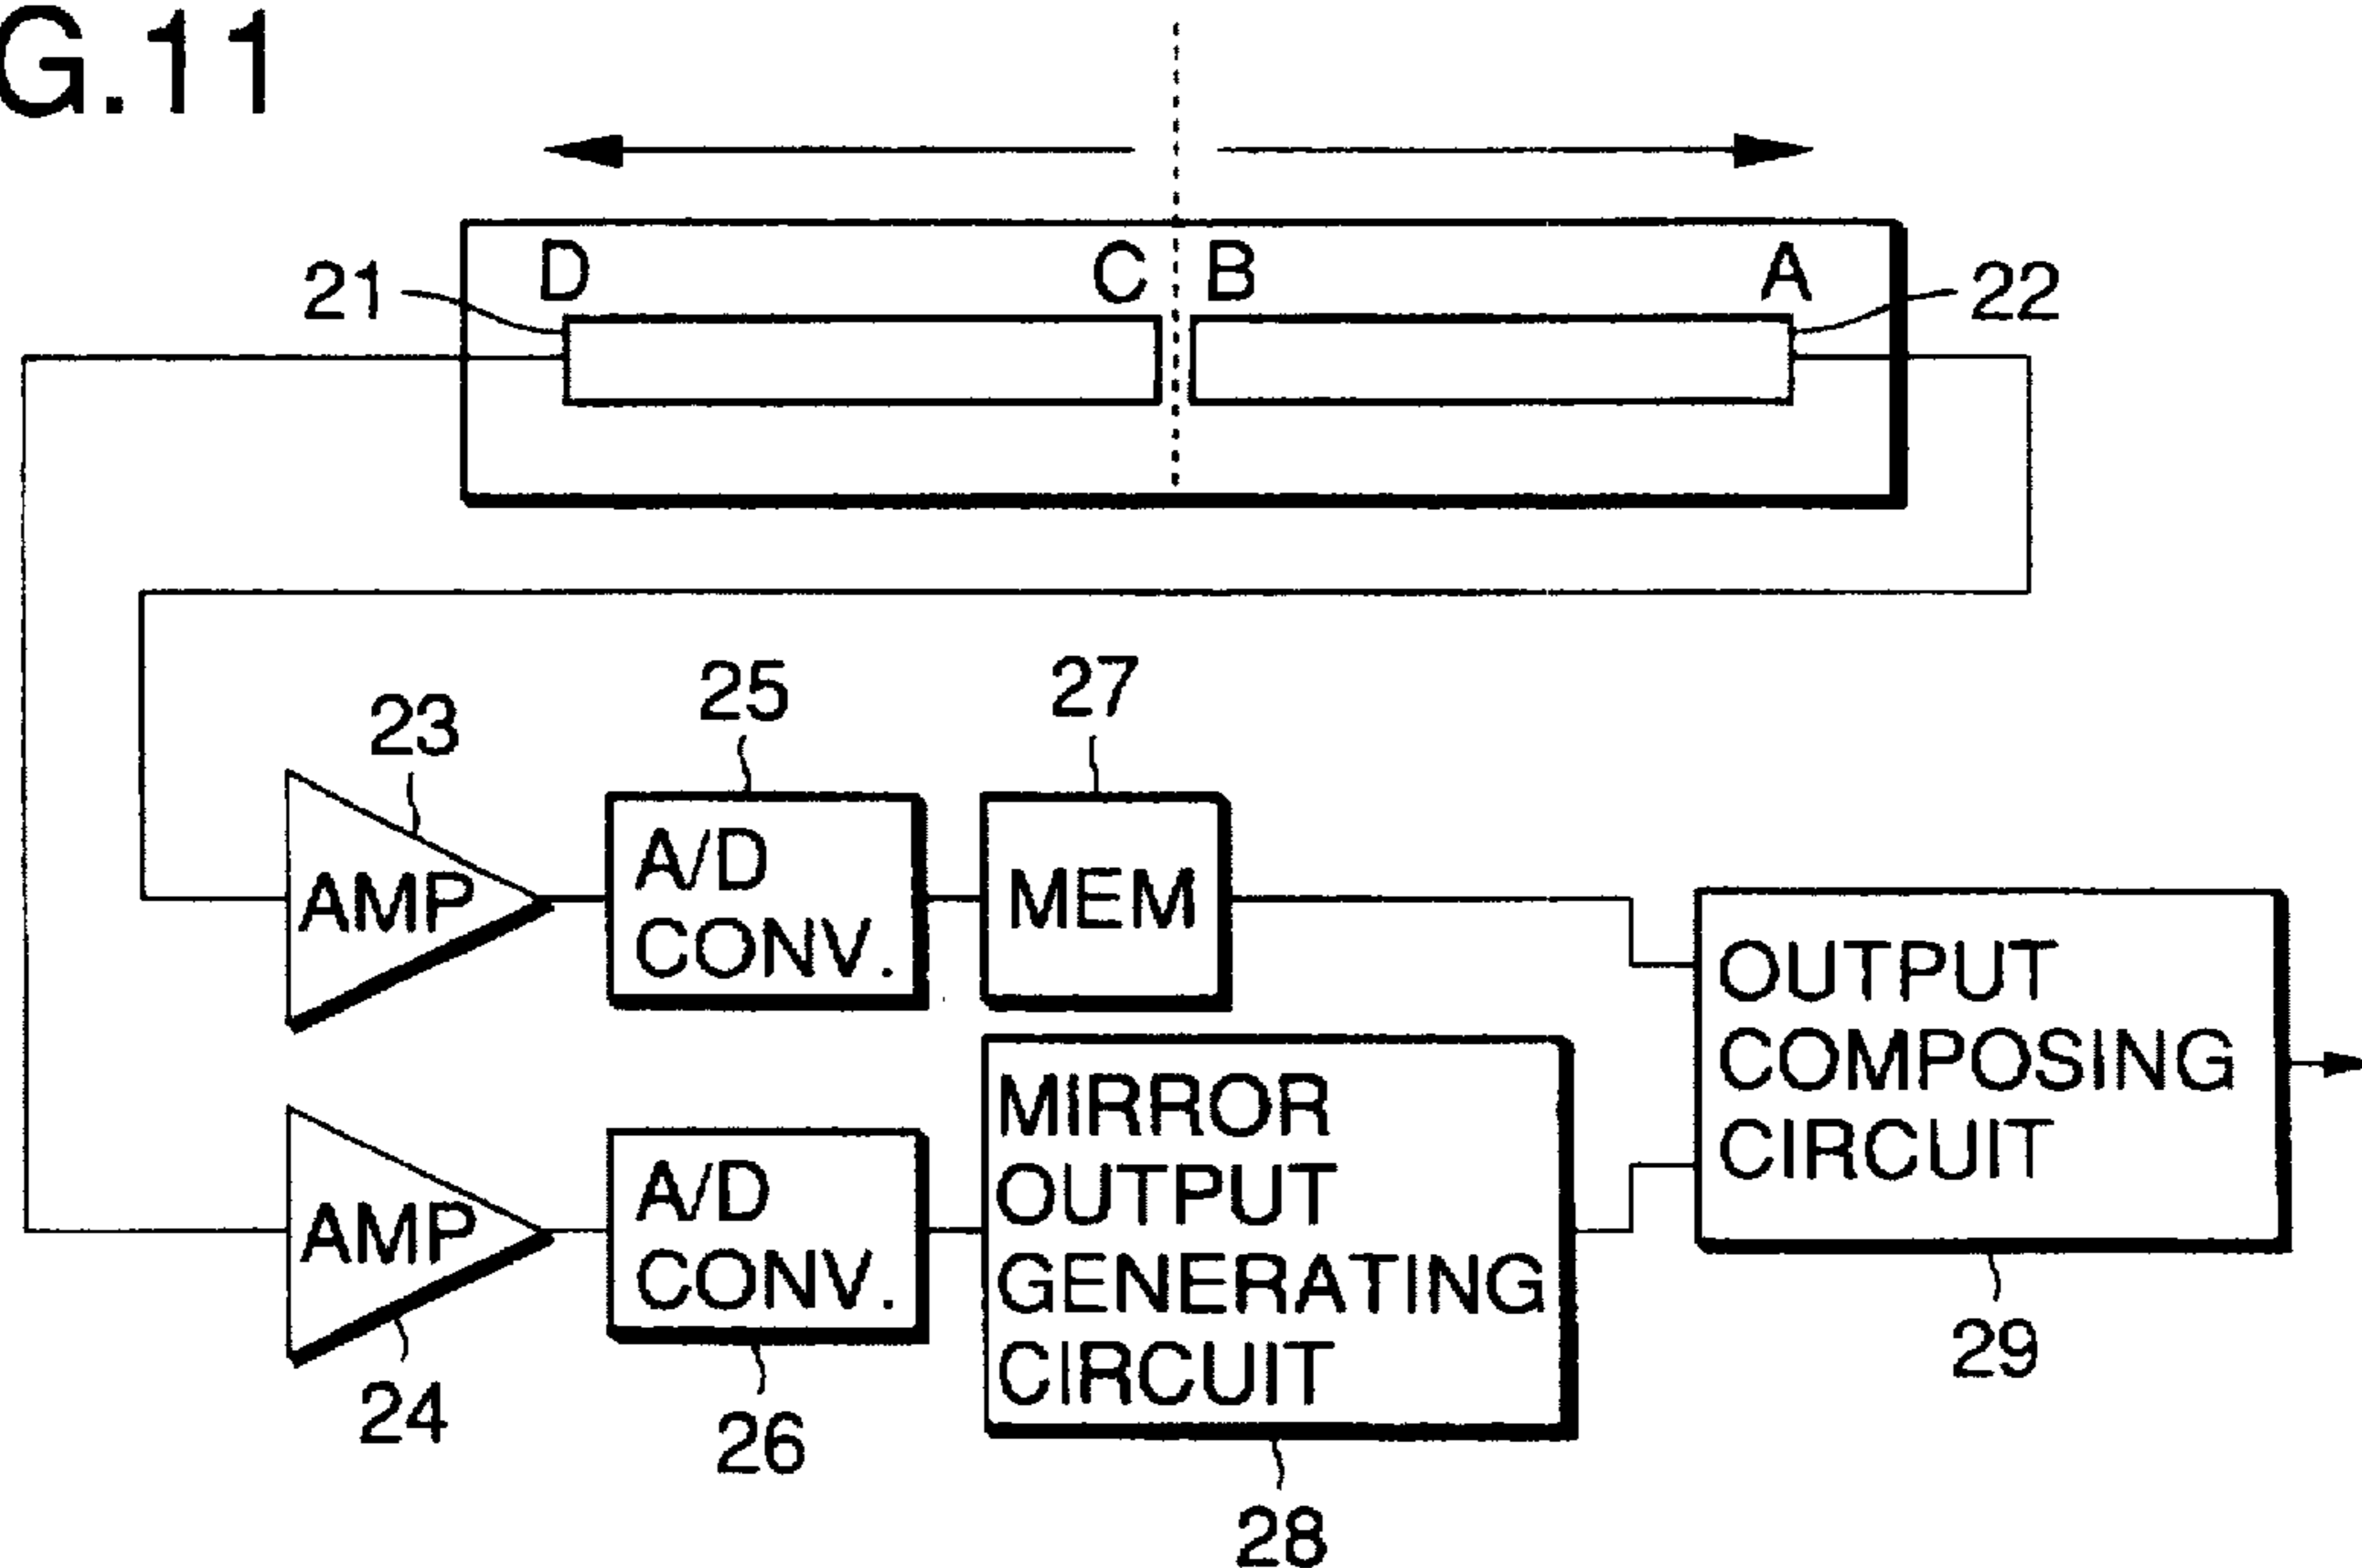 G.11
D C B A
21
22
23
25
27
AMP
A/D
CONV.
MEM
OUTPUT
COMPOSING
CIRCUIT
29
AMP
24
A/D
CONV.
26
MIRROR
OUTPUT
GENERATING
CIRCUIT
28